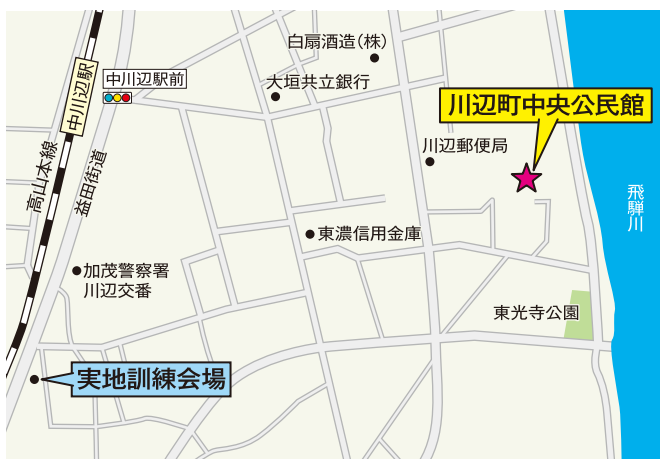 白扇酒造(株)
中川辺駅前
大垣共立銀行
中川辺駅
川辺町中央公民館
川辺郵便局
高山本線
益田街道
飛騨川
東濃信用金庫
加茂警察署
川辺交番
東光寺公園
実地訓練会場